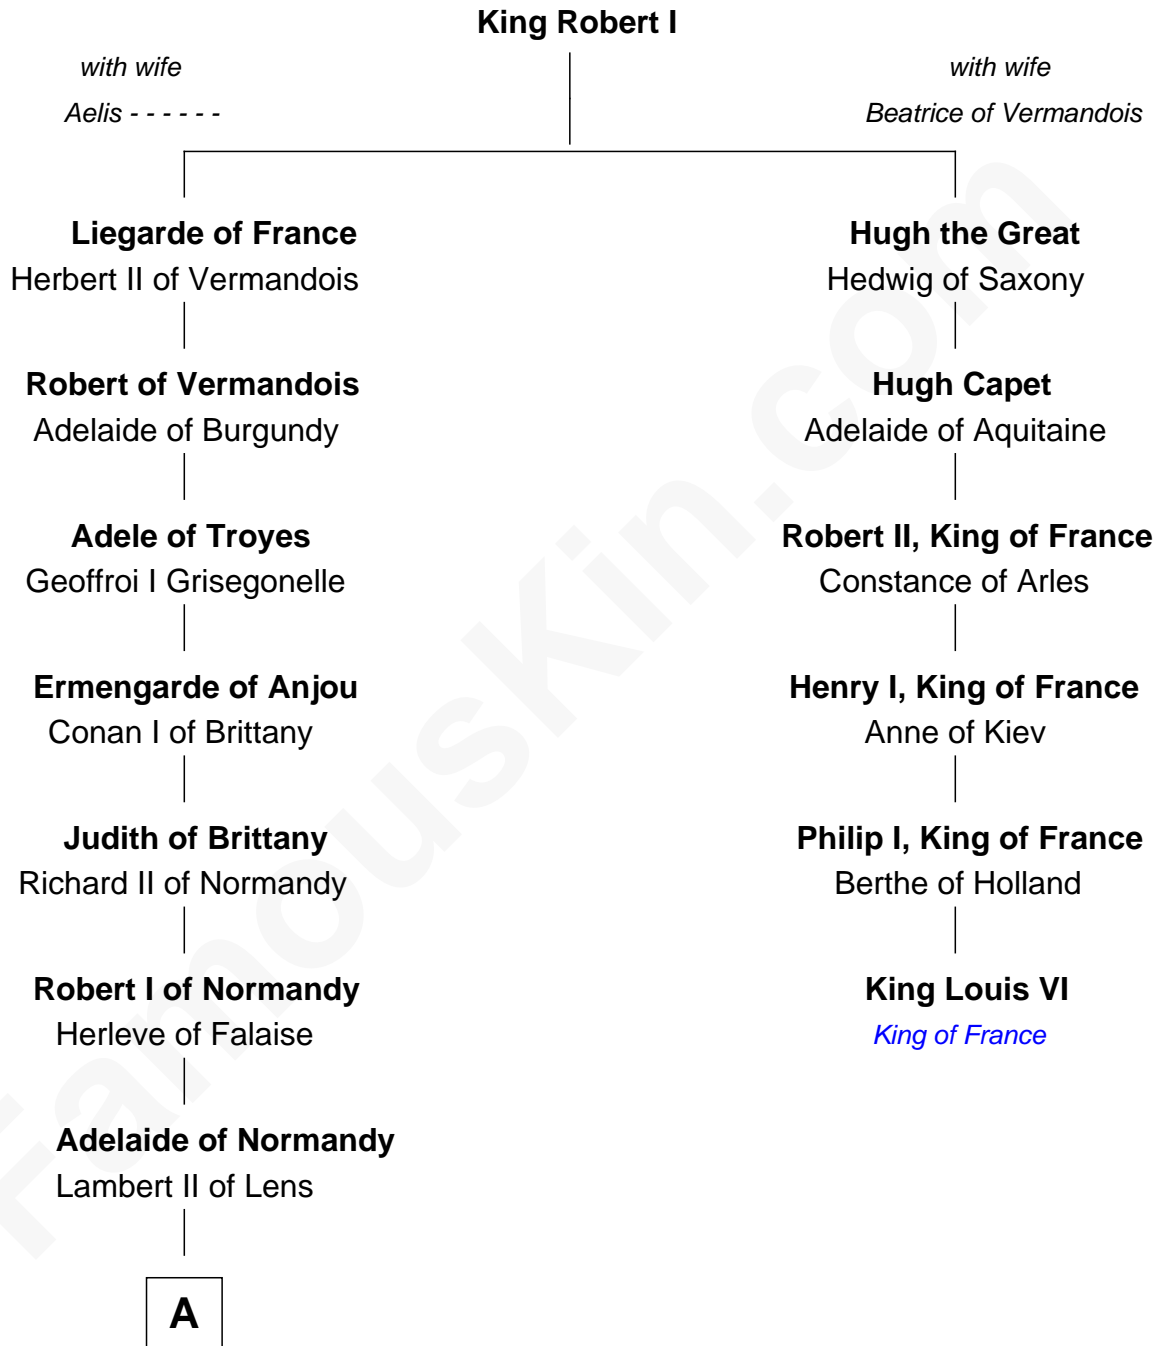 King Robert I
with wife
Aelis - - - - - -
with wife
Beatrice of Vermandois
Liegarde of France
Herbert II of Vermandois
Robert of Vermandois
Adelaide of Burgundy
Adele of Troyes
Geoffroi I Grisegonelle
Ermengarde of Anjou
Conan I of Brittany
Judith of Brittany
Richard II of Normandy
Robert I of Normandy
Herleve of Falaise
Adelaide of Normandy
Lambert II of Lens
A
Hugh the Great
Hedwig of Saxony
Hugh Capet
Adelaide of Aquitaine
Robert II, King of France
Constance of Arles
Henry I, King of France
Anne of Kiev
Philip I, King of France
Berthe of Holland
King Louis VI
King of France
FamousKin.com